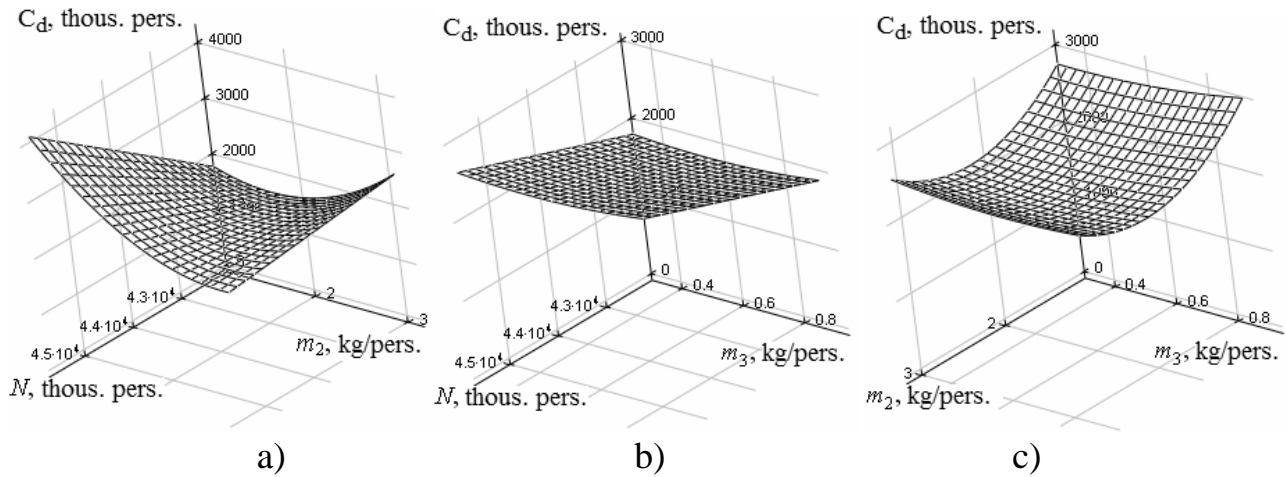 C_d, thous. pers.
4000
3000
2000
4.3·10⁴
4.4·10⁴
4.5·10⁴
2
3
m₂, kg/pers.
N, thous. pers.
a)
C_d, thous. pers.
3000
2000
0
0.4
0.6
0.8
4.3·10⁴
4.4·10⁴
4.5·10⁴
m₃, kg/pers.
N, thous. pers.
b)
C_d, thous. pers.
3000
0
0.4
0.6
0.8
2
3
m₃, kg/pers.
m₂, kg/pers.
c)